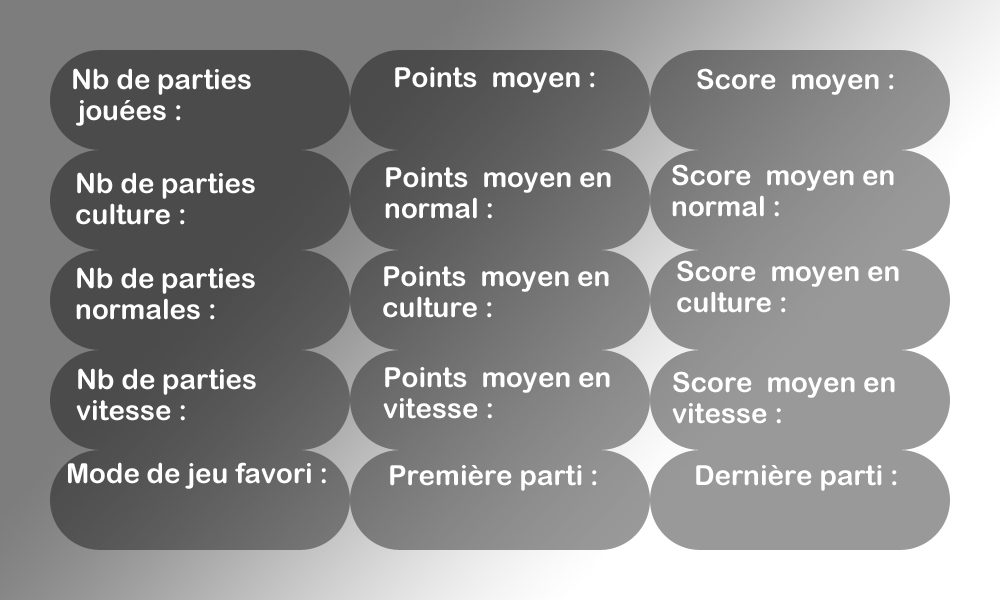 Nb de parties
jouées :
Points  moyen :
Score  moyen :
Nb de parties
culture :
Points  moyen en
normal :
Score  moyen en
normal :
Nb de parties
normales :
Points  moyen en
culture :
Score  moyen en
culture :
Nb de parties
vitesse :
Points  moyen en
vitesse :
Score  moyen en
vitesse :
Mode de jeu favori :
Première parti :
Dernière parti :